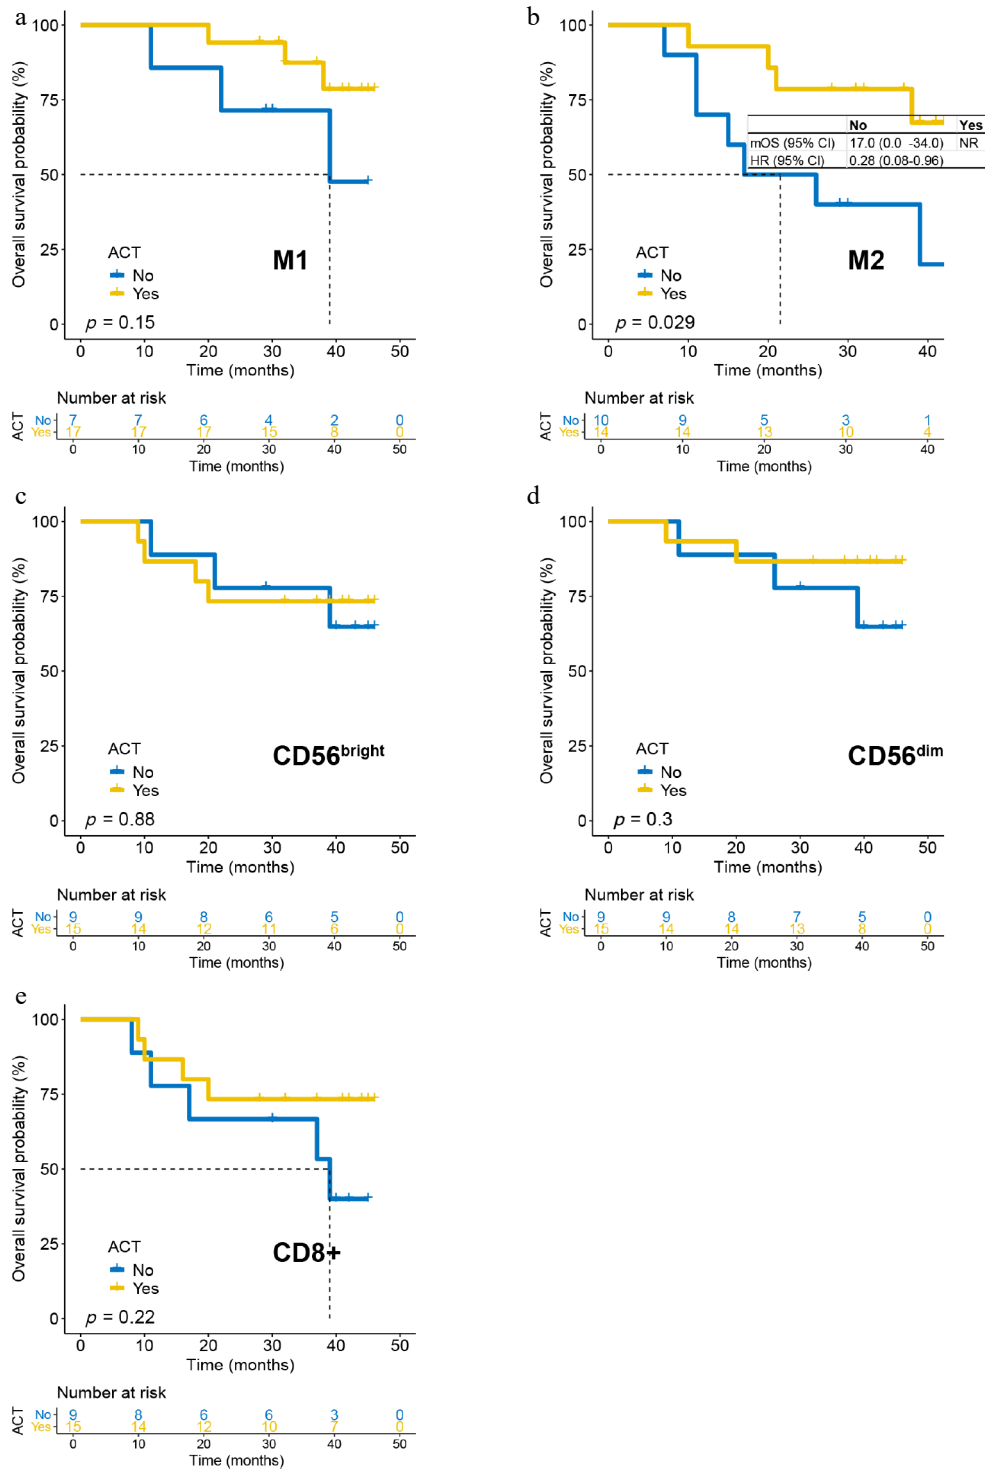 a
100
75
50
25
0
Overall survival probability (%)
ACT
No
Yes
M1
p = 0.15
0 10 20 30 40 50
Time (months)
Number at risk
ACT
No 7 7 6 4 2 0
Yes 17 17 17 15 8 0
0 10 20 30 40 50
Time (months)
b
100
75
50
25
0
Overall survival probability (%)
No Yes
mOS (95% CI) 17.0 (0.0 -34.0) NR
HR (95% CI) 0.28 (0.08-0.96)
ACT
No
Yes
M2
p = 0.029
0 10 20 30 40
Time (months)
Number at risk
ACT
No 10 9 5 3 1
Yes 14 14 13 10 4
0 10 20 30 40
Time (months)
c
100
75
50
25
0
Overall survival probability (%)
ACT
No
Yes
CD56bright
p = 0.88
0 10 20 30 40 50
Time (months)
Number at risk
ACT
No 9 9 8 6 5 0
Yes 15 14 12 11 6 0
0 10 20 30 40 50
Time (months)
d
100
75
50
25
0
Overall survival probability (%)
ACT
No
Yes
CD56dim
p = 0.3
0 10 20 30 40 50
Time (months)
Number at risk
ACT
No 9 9 8 7 5 0
Yes 15 14 14 13 8 0
0 10 20 30 40 50
Time (months)
e
100
75
50
25
0
Overall survival probability (%)
ACT
No
Yes
CD8+
p = 0.22
0 10 20 30 40 50
Time (months)
Number at risk
ACT
No 9 8 6 6 3 0
Yes 15 14 12 10 7 0
0 10 20 30 40 50
Time (months)